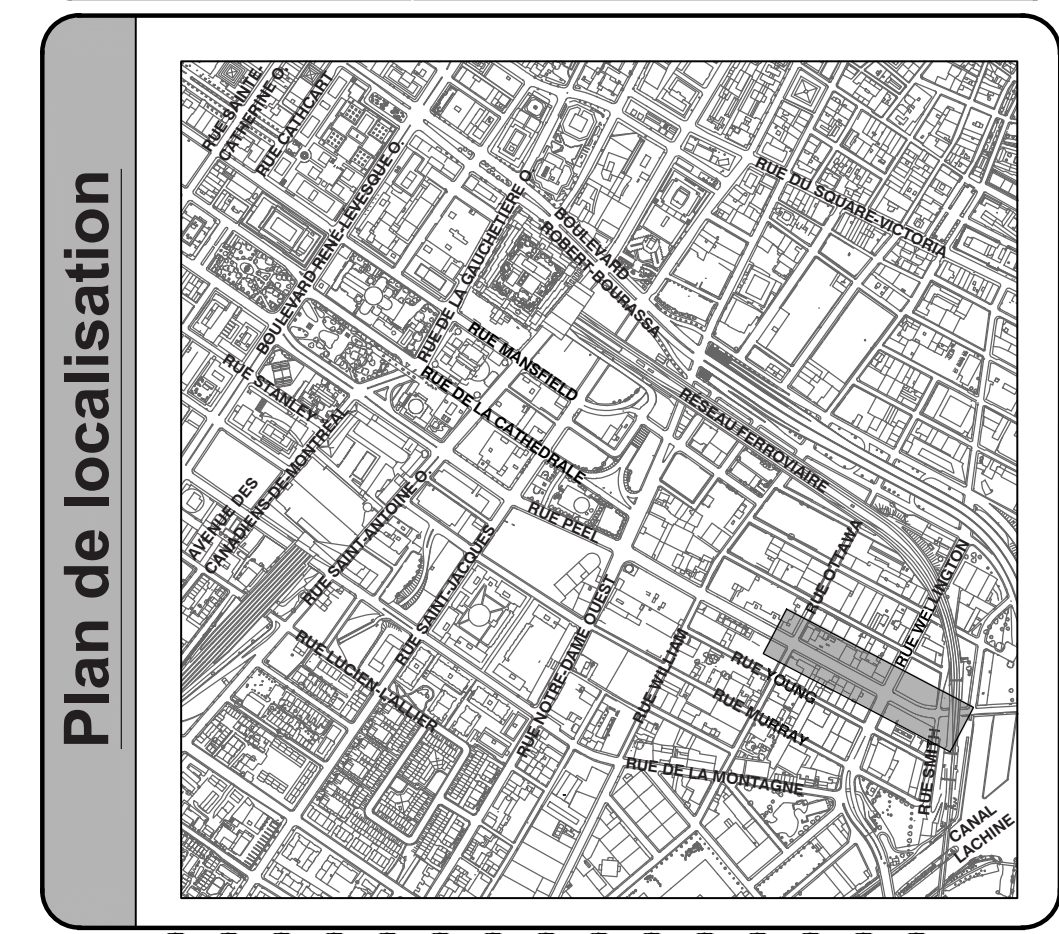 Plan de localisation
RUE SAINTE-
CATHERINE O.
RUE CATHCART
BOULEVARD RENÉ-LÉVESQUE O.
RUE DE LA GAUCHETIÈRE O.
BOULEVARD
ROBERT-BOURASSA
RUE DU SQUARE-VICTORIA
RUE MANSFIELD
RUE DE LA CATHÉDRALE
RÉSEAU FERROVIAIRE
RUE STANLEY
AVENUE DES
CANADIENS-DE-MONTRÉAL
RUE SAINT-ANTOINE O.
RUE SAINT-JACQUES
RUE PEEL
RUE OTTAWA
RUE WELLINGTON
RUE LUCIEN-L'ALLIER
RUE NOTRE-DAME OUEST
RUE WILLIAM
RUE YOUNG
RUE MURRAY
RUE DE LA MONTAGNE
RUE SMITH
CANAL
LACHINE